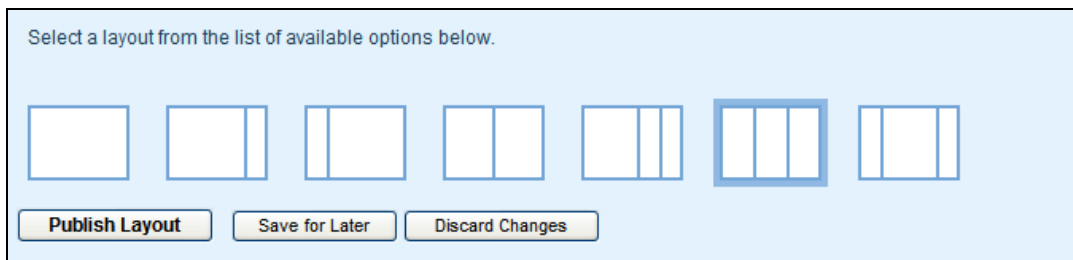 Select a layout from the list of available options below.
Publish Layout Save for Later Discard Changes